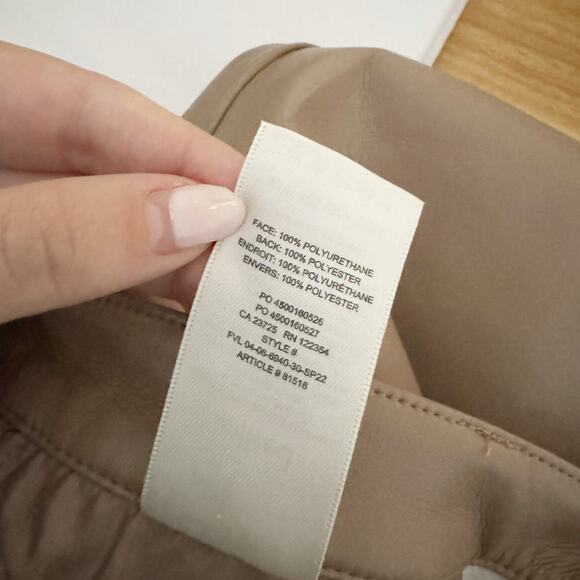 FACE: 100% POLYURETHANE
BACK: 100% POLYESTER
ENDROIT: 100% POLYURÉTHANE
ENVERS: 100% POLYESTER
PO 4500160526
PO 4500160527
CA 23725 RN 122354
STYLE #
FVL 04-06-6940-30-SP22
ARTICLE # 81518